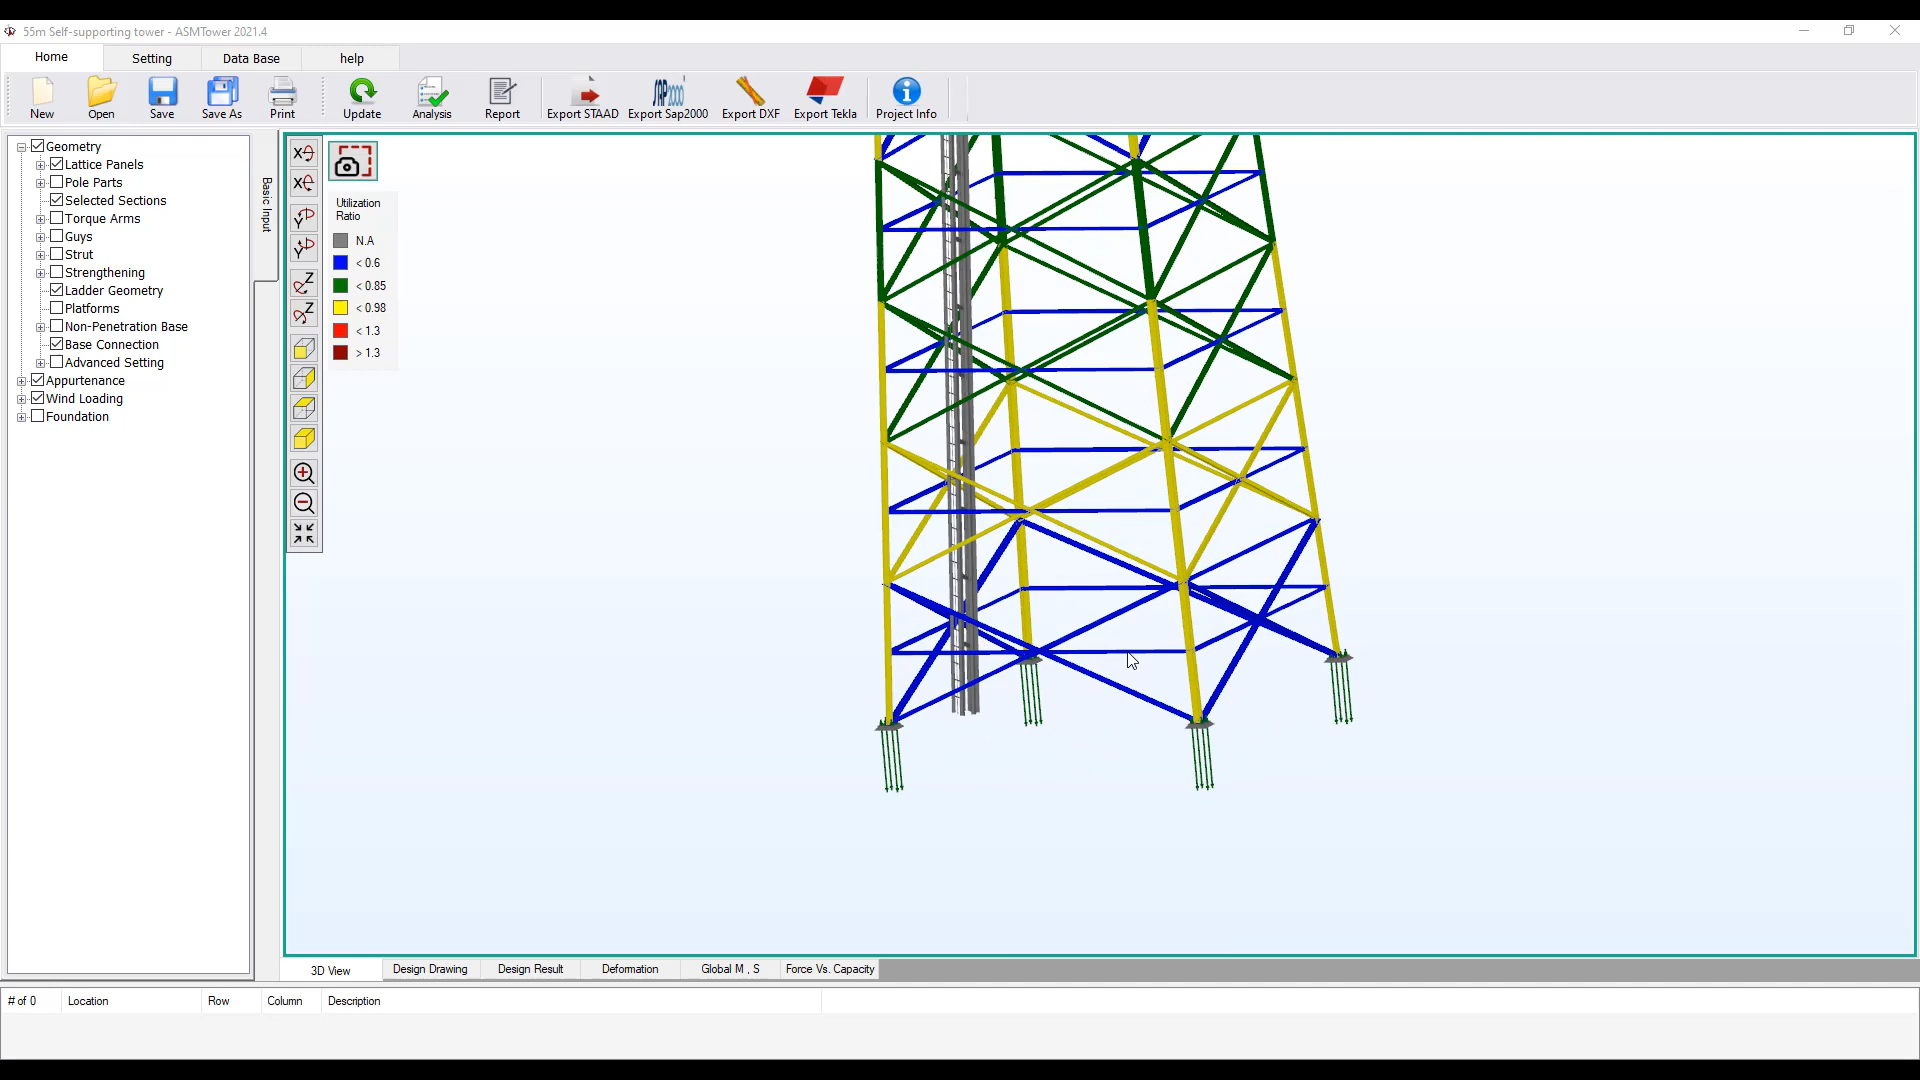 55m Self-supporting tower - ASMTower 2021.4
Home Setting Data Base help
SAP2000
New Open Save Save As Print Update Analysis Report Export STAAD Export Sap2000 Export DXF Export Tekla Project Info
Geometry
Lattice Panels
Pole Parts
Selected Sections
Torque Arms
Guys
Strut
Strengthening
Ladder Geometry
Platforms
Non-Penetration Base
Base Connection
Advanced Setting
Appurtenance
Wind Loading
Foundation
Basic Input
X
X
Y
Y
Z
Z
Utilization
Ratio
N.A
< 0.6
< 0.85
< 0.98
< 1.3
> 1.3
3D View Design Drawing Design Result Deformation Global M , S Force Vs. Capacity
# of 0 Location Row Column Description